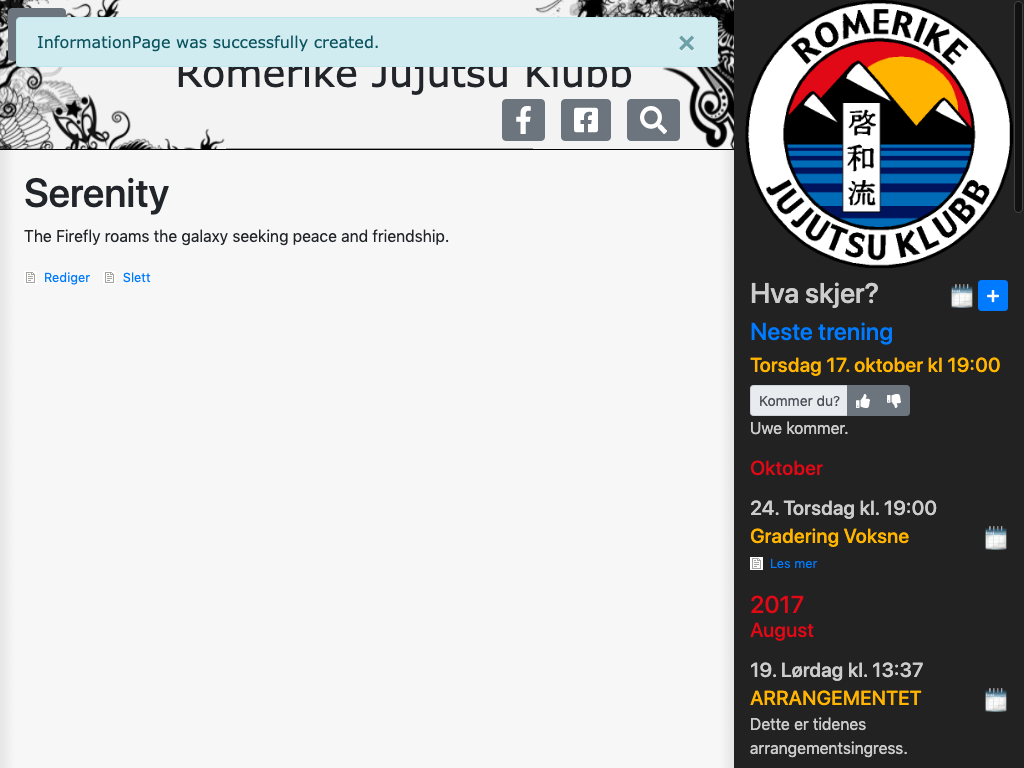 InformationPage was successfully created.
×
Romerike Jujutsu Klubb
Serenity
The Firefly roams the galaxy seeking peace and friendship.
Rediger
Slett
ROMERIKE
啓和流
JUJUTSU KLUBB
Hva skjer?
+
Neste trening
Torsdag 17. oktober kl 19:00
Kommer du?
Uwe kommer.
Oktober
24. Torsdag kl. 19:00
Gradering Voksne
Les mer
2017
August
19. Lørdag kl. 13:37
ARRANGEMENTET
Dette er tidenes
arrangementsingress.